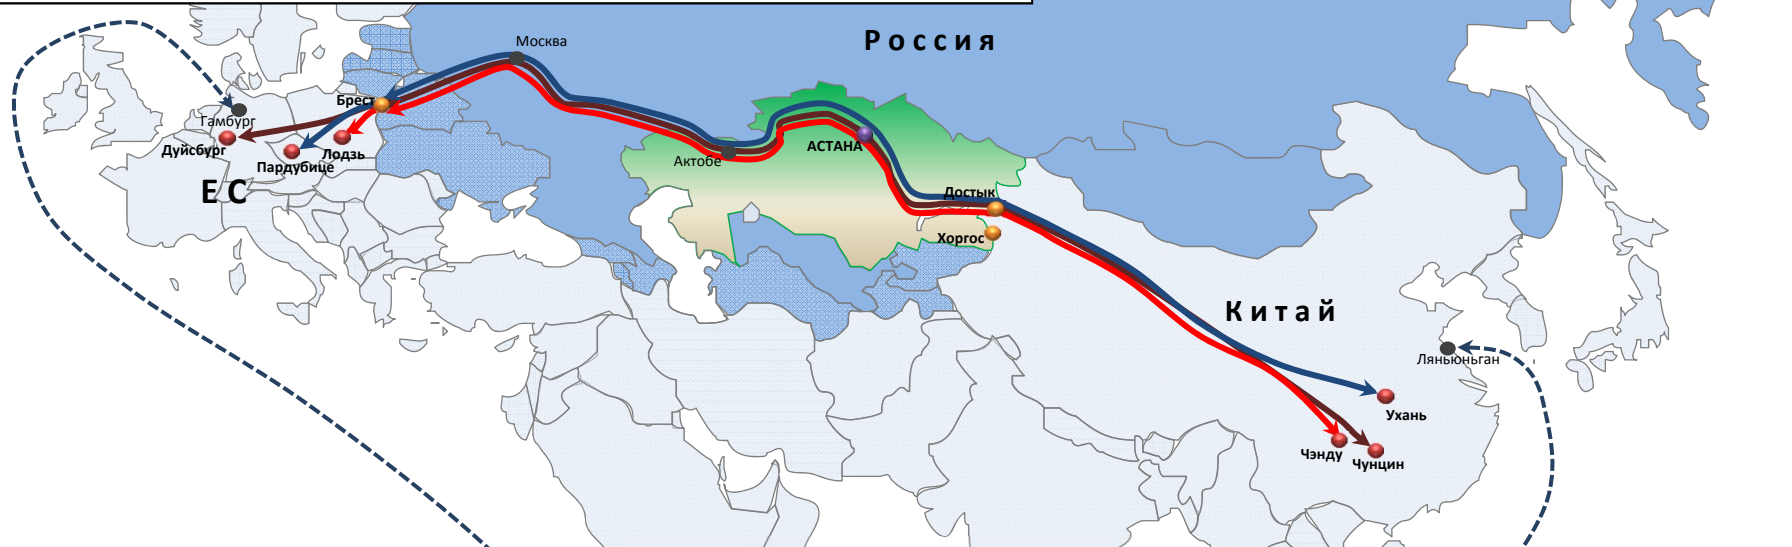 Россия
Москва
Брест
Гамбург
Дуйсбург
Лодзь
Пардубице
ЕС
Актобе
АСТАНА
Достык
Хоргос
Китай
Ляньюньган
Ухань
Чэнду
Чунцин